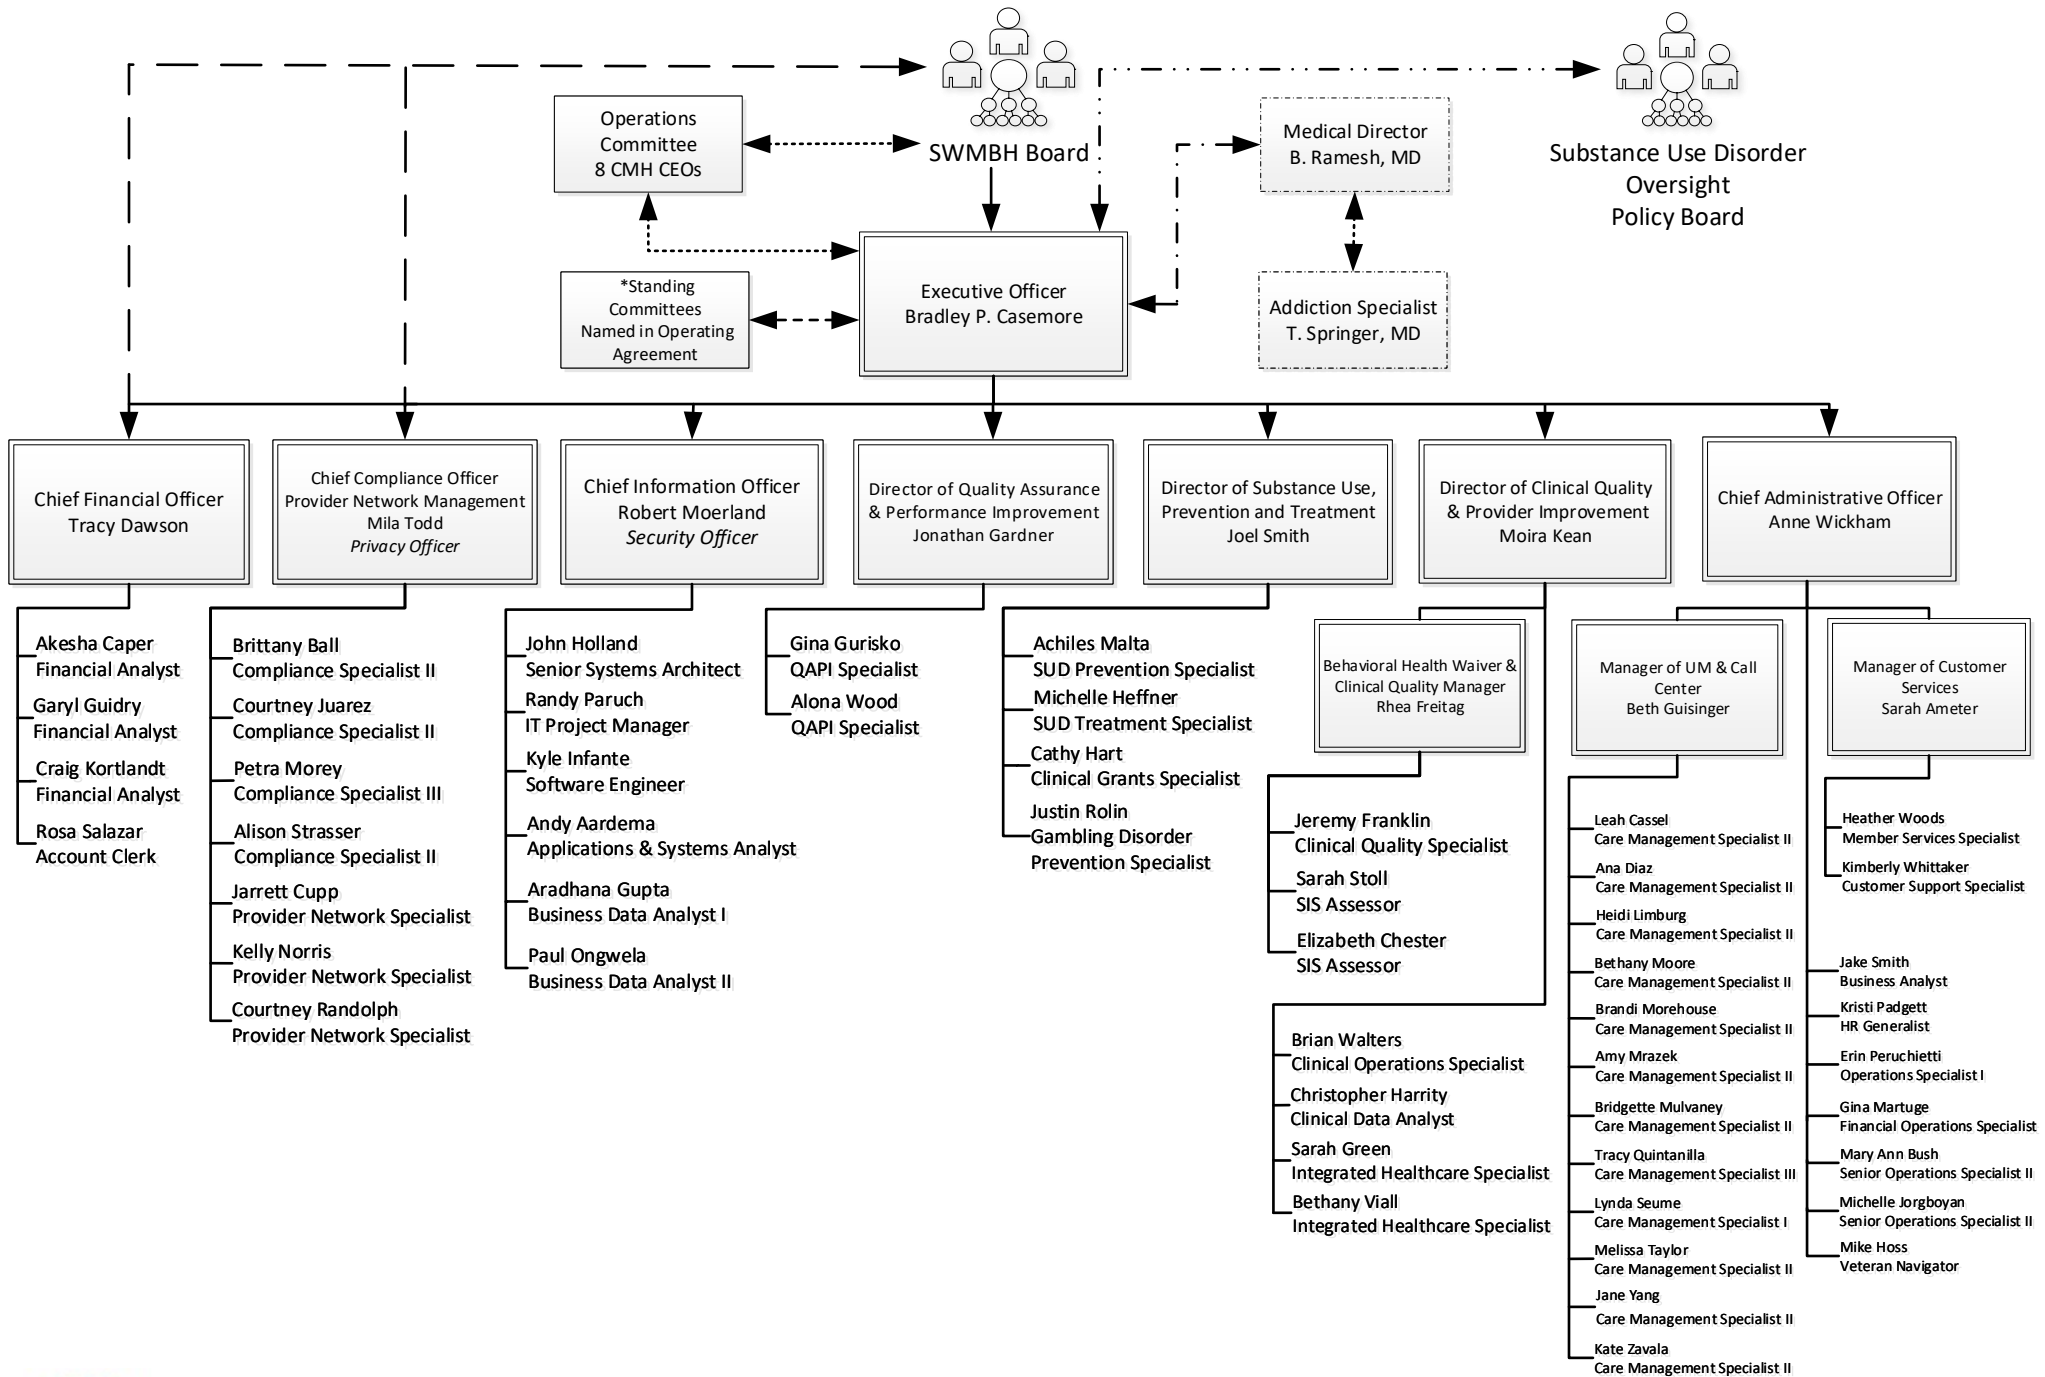 SWMBH Board
Substance Use Disorder
Oversight
Policy Board
Operations
Committee
8 CMH CEOs
Medical Director
B. Ramesh, MD
*Standing
Committees
Named in Operating
Agreement
Executive Officer
Bradley P. Casemore
Addiction Specialist
T. Springer, MD
Chief Financial Officer
Tracy Dawson
Chief Compliance Officer
Provider Network Management
Mila Todd
Privacy Officer
Chief Information Officer
Robert Moerland
Security Officer
Director of Quality Assurance
& Performance Improvement
Jonathan Gardner
Director of Substance Use,
Prevention and Treatment
Joel Smith
Director of Clinical Quality
& Provider Improvement
Moira Kean
Chief Administrative Officer
Anne Wickham
Akesha Caper
Financial Analyst
Garyl Guidry
Financial Analyst
Craig Kortlandt
Financial Analyst
Rosa Salazar
Account Clerk
Brittany Ball
Compliance Specialist II
Courtney Juarez
Compliance Specialist II
Petra Morey
Compliance Specialist III
Alison Strasser
Compliance Specialist II
Jarrett Cupp
Provider Network Specialist
Kelly Norris
Provider Network Specialist
Courtney Randolph
Provider Network Specialist
John Holland
Senior Systems Architect
Randy Paruch
IT Project Manager
Kyle Infante
Software Engineer
Andy Aardema
Applications & Systems Analyst
Aradhana Gupta
Business Data Analyst I
Paul Ongwela
Business Data Analyst II
Gina Gurisko
QAPI Specialist
Alona Wood
QAPI Specialist
Achiles Malta
SUD Prevention Specialist
Michelle Heffner
SUD Treatment Specialist
Cathy Hart
Clinical Grants Specialist
Justin Rolin
Gambling Disorder
Prevention Specialist
Behavioral Health Waiver &
Clinical Quality Manager
Rhea Freitag
Jeremy Franklin
Clinical Quality Specialist
Sarah Stoll
SIS Assessor
Elizabeth Chester
SIS Assessor
Brian Walters
Clinical Operations Specialist
Christopher Harrity
Clinical Data Analyst
Sarah Green
Integrated Healthcare Specialist
Bethany Viall
Integrated Healthcare Specialist
Manager of UM & Call
Center
Beth Guisinger
Leah Cassel
Care Management Specialist II
Ana Diaz
Care Management Specialist II
Heidi Limburg
Care Management Specialist II
Bethany Moore
Care Management Specialist II
Brandi Morehouse
Care Management Specialist II
Amy Mrazek
Care Management Specialist II
Bridgette Mulvaney
Care Management Specialist II
Tracy Quintanilla
Care Management Specialist III
Lynda Seume
Care Management Specialist I
Melissa Taylor
Care Management Specialist II
Jane Yang
Care Management Specialist II
Kate Zavala
Care Management Specialist II
Manager of Customer
Services
Sarah Ameter
Heather Woods
Member Services Specialist
Kimberly Whittaker
Customer Support Specialist
Jake Smith
Business Analyst
Kristi Padgett
HR Generalist
Erin Peruchietti
Operations Specialist I
Gina Martuge
Financial Operations Specialist
Mary Ann Bush
Senior Operations Specialist II
Michelle Jorgboyan
Senior Operations Specialist II
Mike Hoss
Veteran Navigator